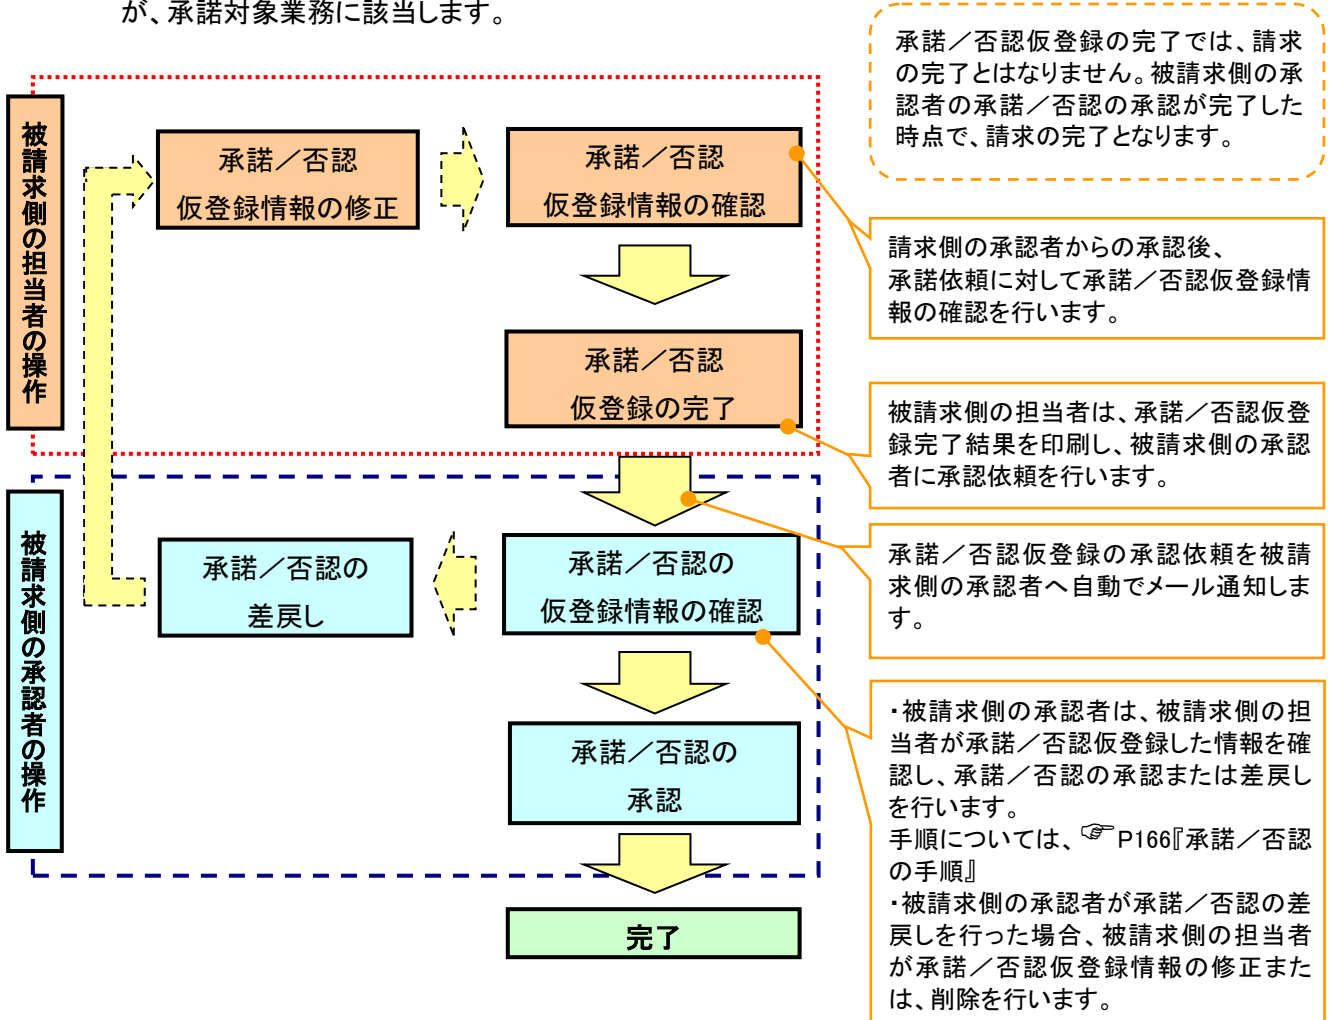 が、承諾対象業務に該当します。
承諾／否認仮登録の完了では、請求
の完了とはなりません。被請求側の承
認者の承諾／否認の承認が完了した
時点で、請求の完了となります。
被請求側の担当者の操作
承諾／否認
仮登録情報の修正
承諾／否認
仮登録情報の確認
請求側の承認者からの承認後、
承諾依頼に対して承諾／否認仮登録情
報の確認を行います。
承諾／否認
仮登録の完了
被請求側の担当者は、承諾／否認仮登
録完了結果を印刷し、被請求側の承認
者に承認依頼を行います。
被請求側の承認者の操作
承諾／否認の
差戻し
承諾／否認の
仮登録情報の確認
承諾／否認仮登録の承認依頼を被請
求側の承認者へ自動でメール通知しま
す。
承諾／否認の
承認
・被請求側の承認者は、被請求側の担
当者が承諾／否認仮登録した情報を確
認し、承諾／否認の承認または差戻し
を行います。
手順については、☞P166『承諾／否認
の手順』
・被請求側の承認者が承諾／否認の差
戻しを行った場合、被請求側の担当者
が承諾／否認仮登録情報の修正また
は、削除を行います。
完了